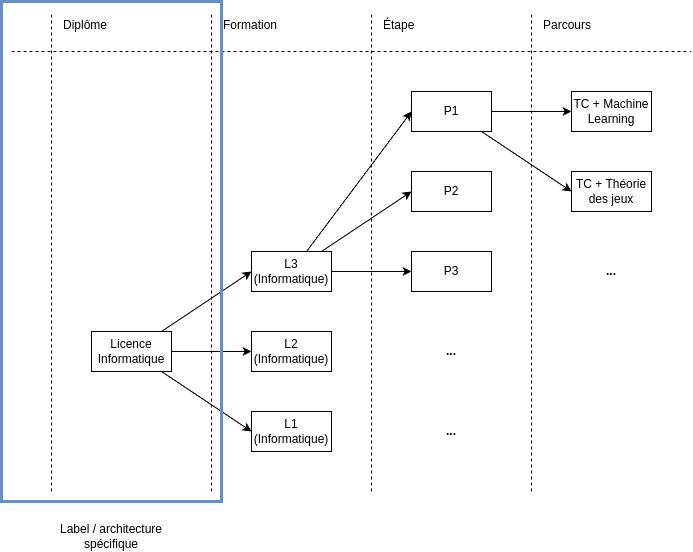 Diplôme
Formation
Étape
Parcours
P1
TC + Machine
Learning
P2
TC + Théorie
des jeux
L3
(Informatique)
P3
...
Licence
Informatique
L2
(Informatique)
...
L1
(Informatique)
...
Label / architecture
spécifique